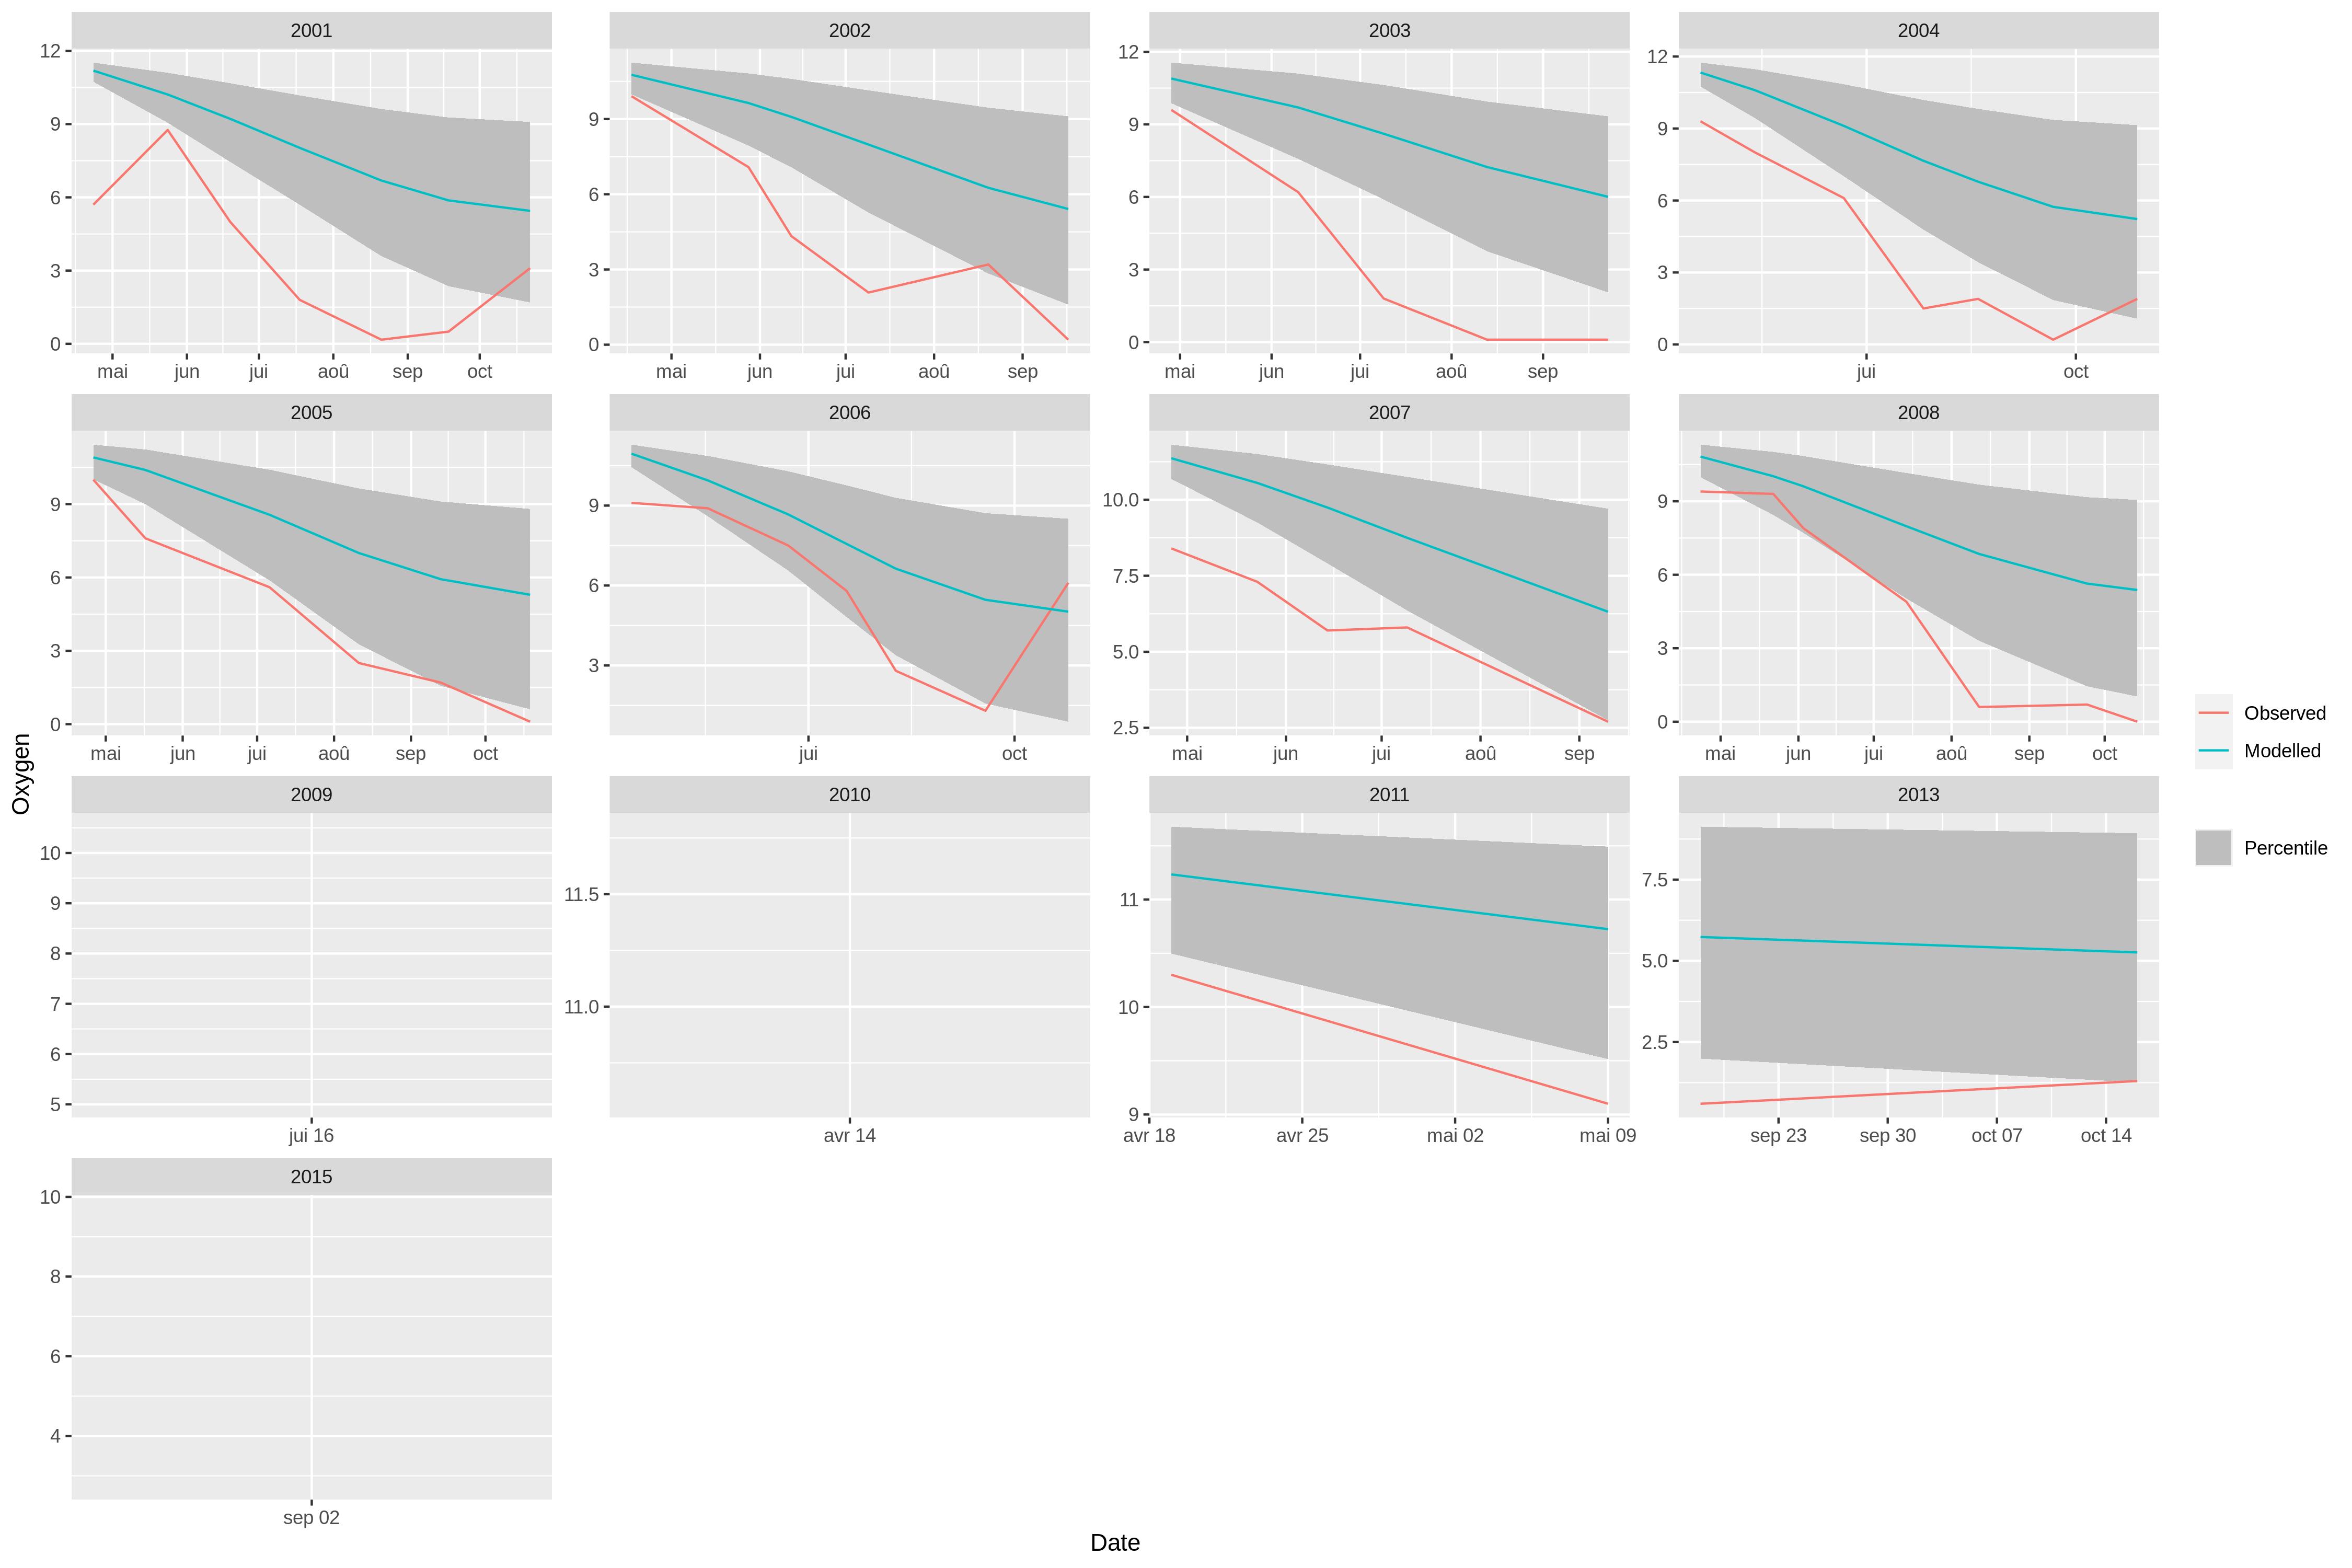 2001 2002 2003 2004
12 12 12
9 9 9 9
6 6 6 6
3 3 3 3
0 0 0 0
mai jun jui aoû sep oct mai jun jui aoû sep mai jun jui aoû sep jui oct
2005 2006 2007 2008
9 9 10.0 9
6 6 7.5 6
3 3 5.0 3
0 2.5 0
mai jun jui aoû sep oct jui oct mai jun jui aoû sep mai jun jui aoû sep oct
Observed
Modelled
Percentile
Oxygen
2009 2010 2011 2013
10 11.5 11 7.5
9 11.0 10 5.0
8 9 2.5
7
6
5
jui 16 avr 14 avr 18 avr 25 mai 02 mai 09 sep 23 sep 30 oct 07 oct 14
2015
10
8
6
4
sep 02
Date